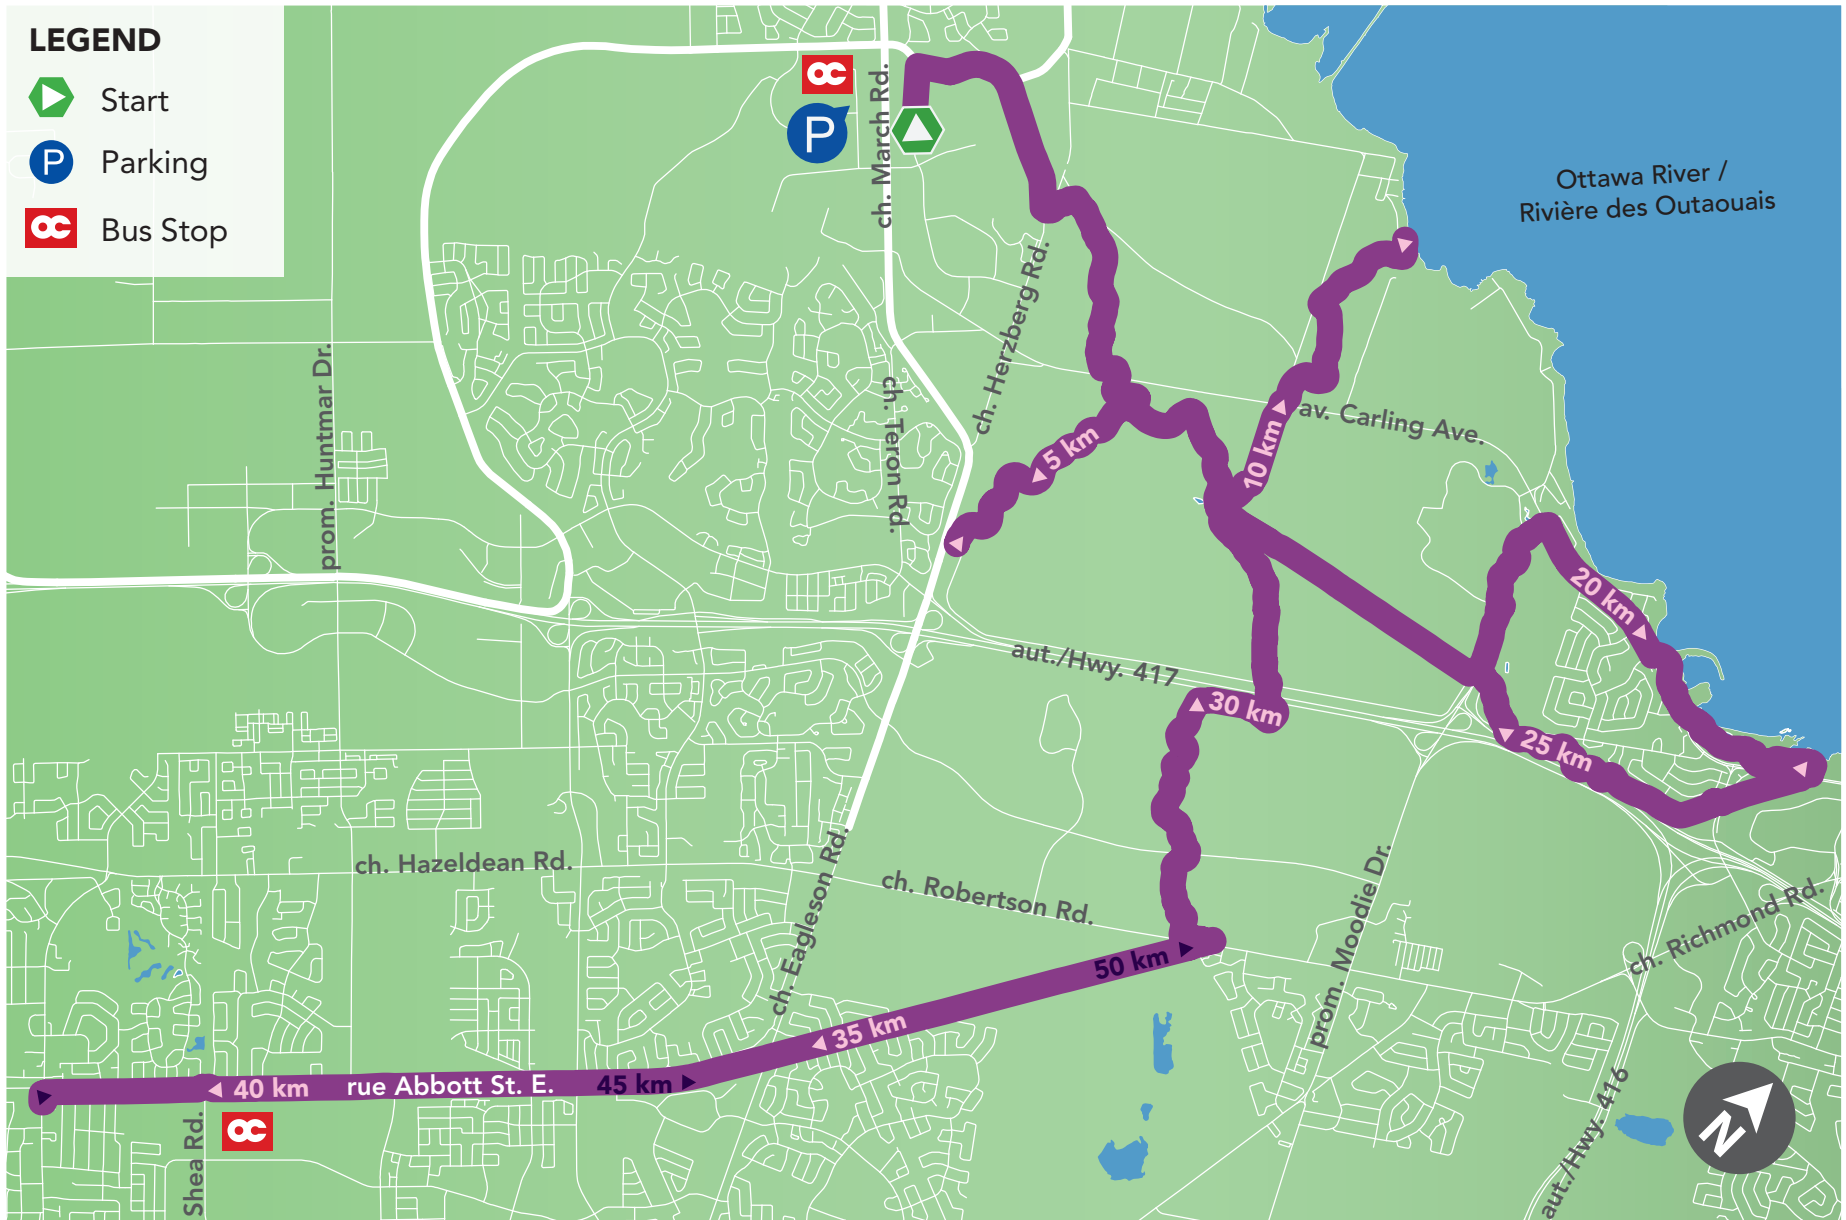 LEGEND
Start
P
Parking
OC
Bus Stop
OC
P
ch. March Rd.
Ottawa River /
Rivière des Outaouais
ch. Herzberg Rd.
prom. Huntmar Dr.
ch. Teron Rd.
av. Carling Ave.
5 km
10 km
20 km
aut./Hwy. 417
30 km
25 km
ch. Hazeldean Rd.
ch. Eagleson Rd.
ch. Robertson Rd.
prom. Moodie Dr.
ch. Richmond Rd.
50 km
35 km
40 km
rue Abbott St. E.
45 km
Shea Rd.
OC
aut./Hwy. 416
N